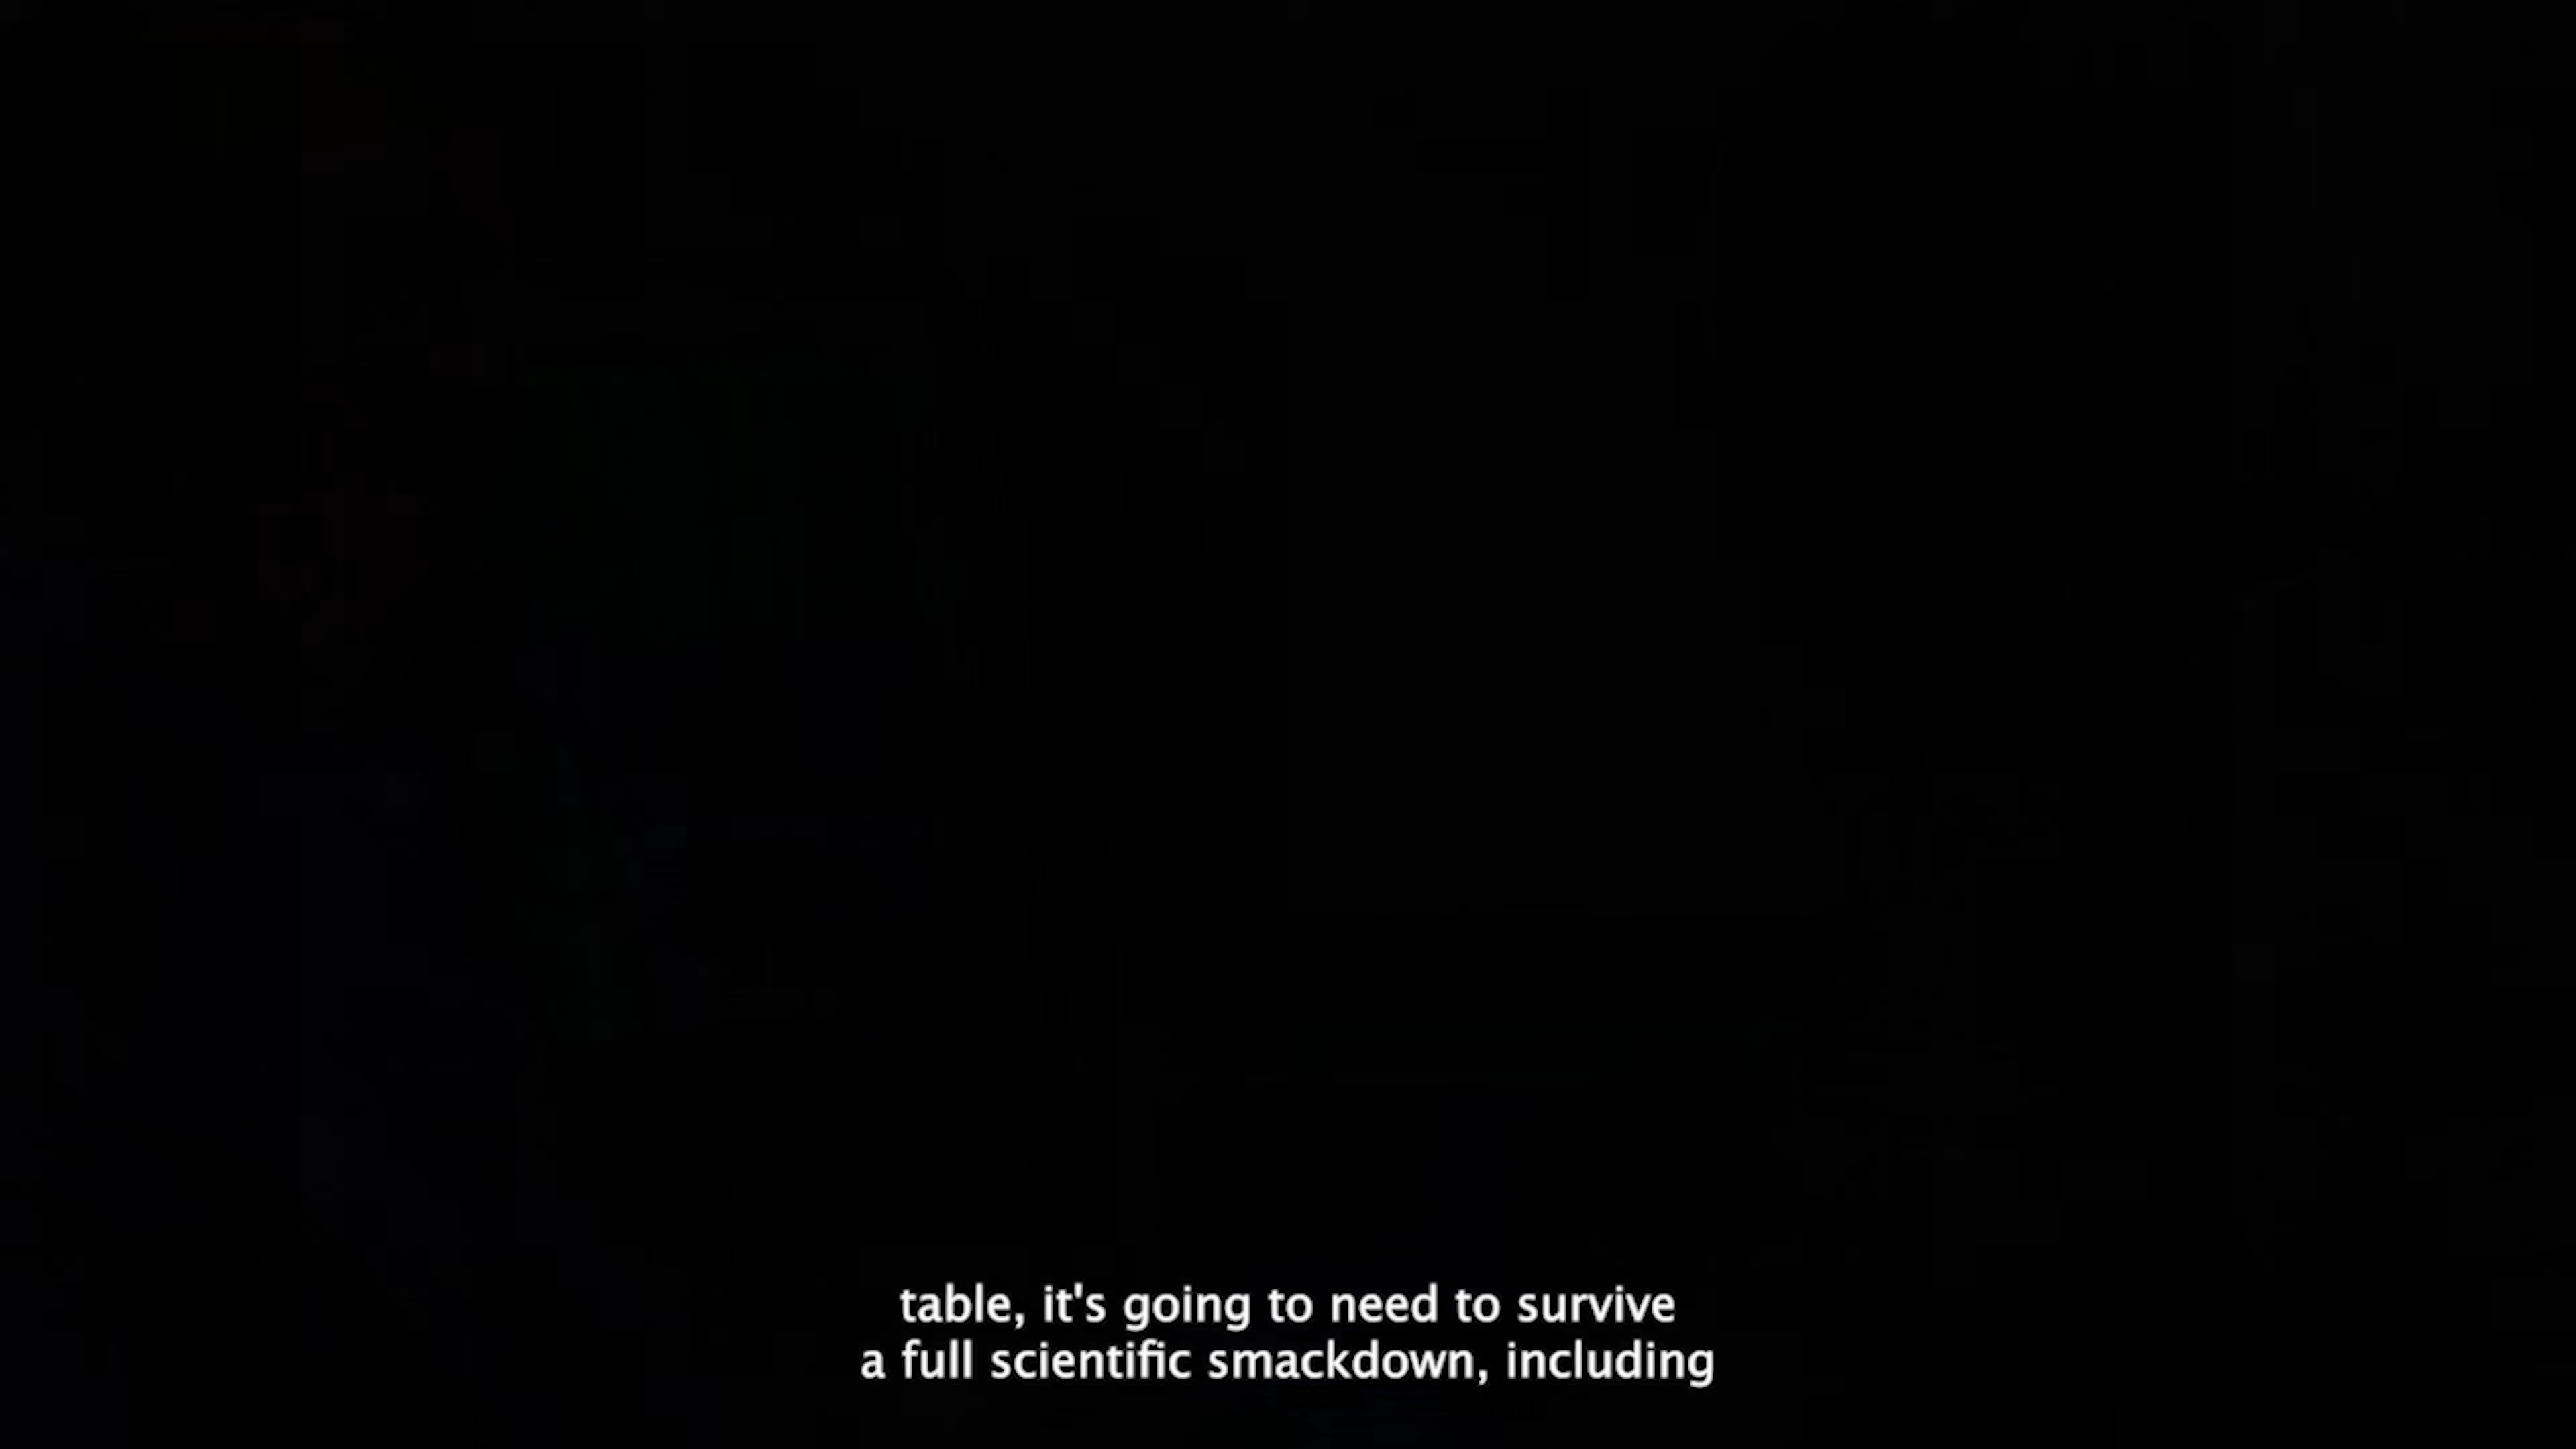 table, it's going to need to survive
a full scientific smackdown, including